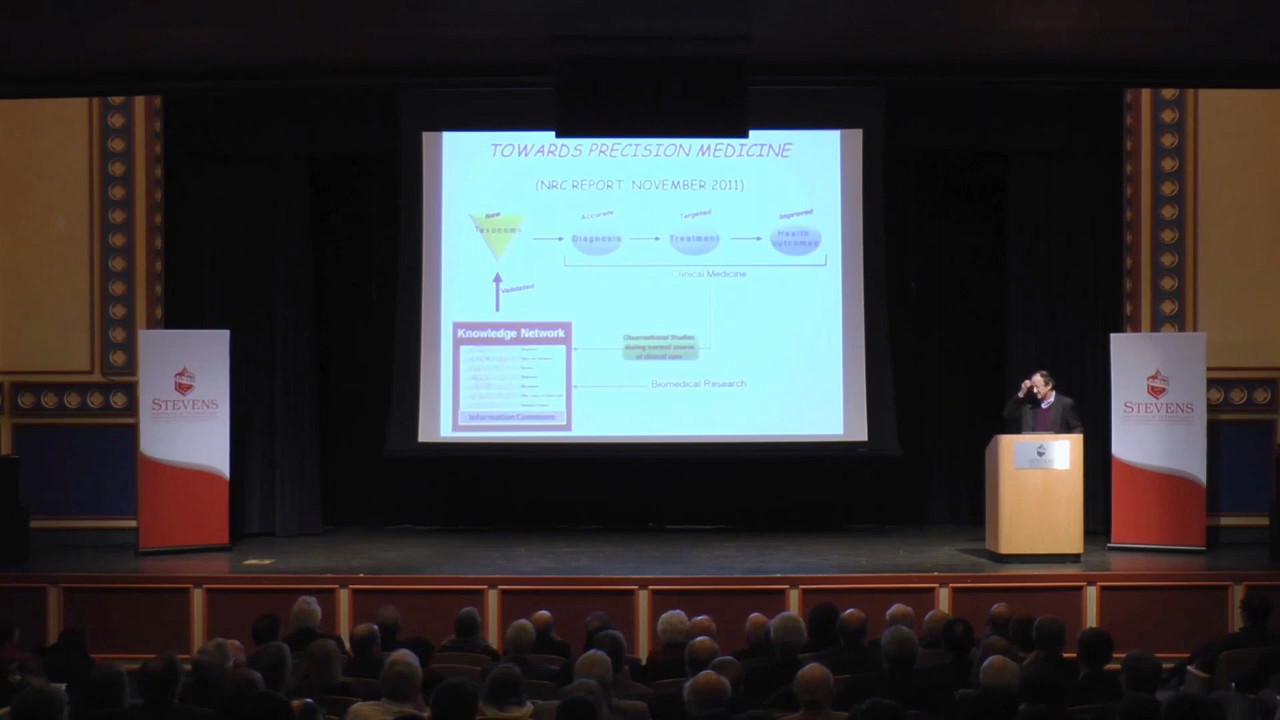 TOWARDS PRECISION MEDICINE
(NRC REPORT NOVEMBER 2011)
New
Taxonomy
Accurate
Diagnosis
Targeted
Treatment
Improved
Health
outcomes
Clinical Medicine
Validated
Knowledge Network
Observational Studies
during normal course
of clinical care
Biomedical Research
Information Commons
STEVENS
STEVENS
STEVENS